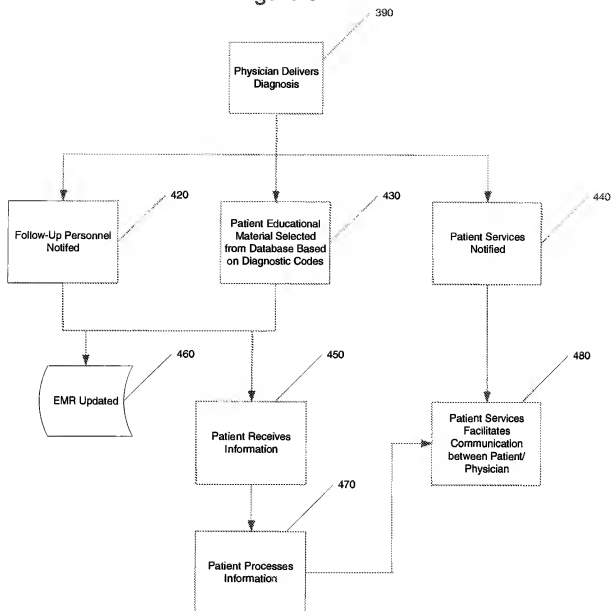 390
Physician Delivers
Diagnosis
420
430
440
Follow-Up Personnel
Notifed
Patient Educational
Material Selected
from Database Based
on Diagnostic Codes
Patient Services
Notified
460
450
480
EMR Updated
Patient Receives
Information
Patient Services
Facilitates
Communication
between Patient/
Physician
470
Patient Processes
Information